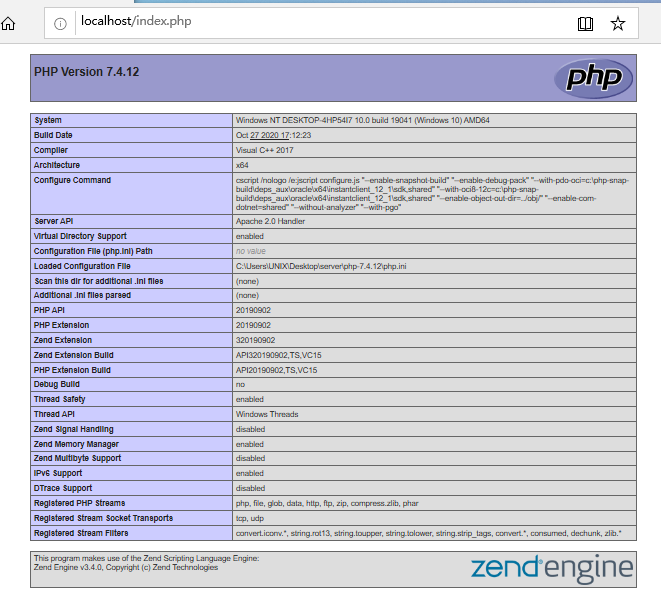 localhost/index.php
PHP Version 7.4.12
php
System Windows NT DESKTOP-4HP54I7 10.0 build 19041 (Windows 10) AMD64
Build Date Oct 27 2020 17:12:23
Compiler Visual C++ 2017
Architecture x64
Configure Command cscript /nologo /e:jscript configure.js "--enable-snapshot-build" "--enable-debug-pack" "--with-pdo-oci=c:\php-snap-
build\deps_aux\oracle\x64\instantclient_12_1\sdk,shared" "--with-oci8-12c=c:\php-snap-
build\deps_aux\oracle\x64\instantclient_12_1\sdk,shared" "--enable-object-out-dir=../obj/" "--enable-com-
dotnet=shared" "--without-analyzer" "--with-pgo"
Server API Apache 2.0 Handler
Virtual Directory Support enabled
Configuration File (php.ini) Path no value
Loaded Configuration File C:\Users\UNIX\Desktop\server\php-7.4.12\php.ini
Scan this dir for additional .ini files (none)
Additional .ini files parsed (none)
PHP API 20190902
PHP Extension 20190902
Zend Extension 320190902
Zend Extension Build API320190902,TS,VC15
PHP Extension Build API20190902,TS,VC15
Debug Build no
Thread Safety enabled
Thread API Windows Threads
Zend Signal Handling disabled
Zend Memory Manager enabled
Zend Multibyte Support disabled
IPv6 Support enabled
DTrace Support disabled
Registered PHP Streams php, file, glob, data, http, ftp, zip, compress.zlib, phar
Registered Stream Socket Transports tcp, udp
Registered Stream Filters convert.iconv.*, string.rot13, string.toupper, string.tolower, string.strip_tags, convert.*, consumed, dechunk, zlib.*
This program makes use of the Zend Scripting Language Engine:
Zend Engine v3.4.0, Copyright (c) Zend Technologies
zend engine